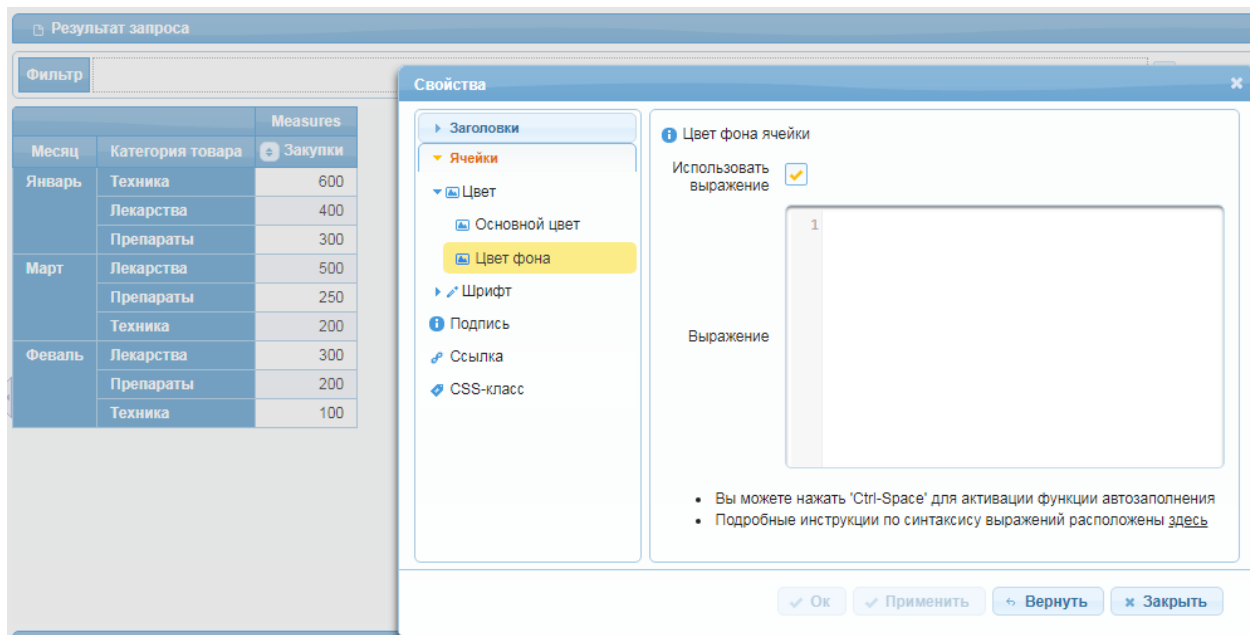 Результат запроса
Фильтр
Measures
Месяц Категория товара Закупки
Январь Техника 600
Лекарства 400
Препараты 300
Март Лекарства 500
Препараты 250
Техника 200
Феваль Лекарства 300
Препараты 200
Техника 100
Свойства
Заголовки
Ячейки
Цвет
Основной цвет
Цвет фона
Шрифт
Подпись
Ссылка
CSS-класс
Цвет фона ячейки
Использовать
выражение
1
Выражение
• Вы можете нажать 'Ctrl-Space' для активации функции автозаполнения
• Подробные инструкции по синтаксису выражений расположены здесь
Ок Применить Вернуть Закрыть